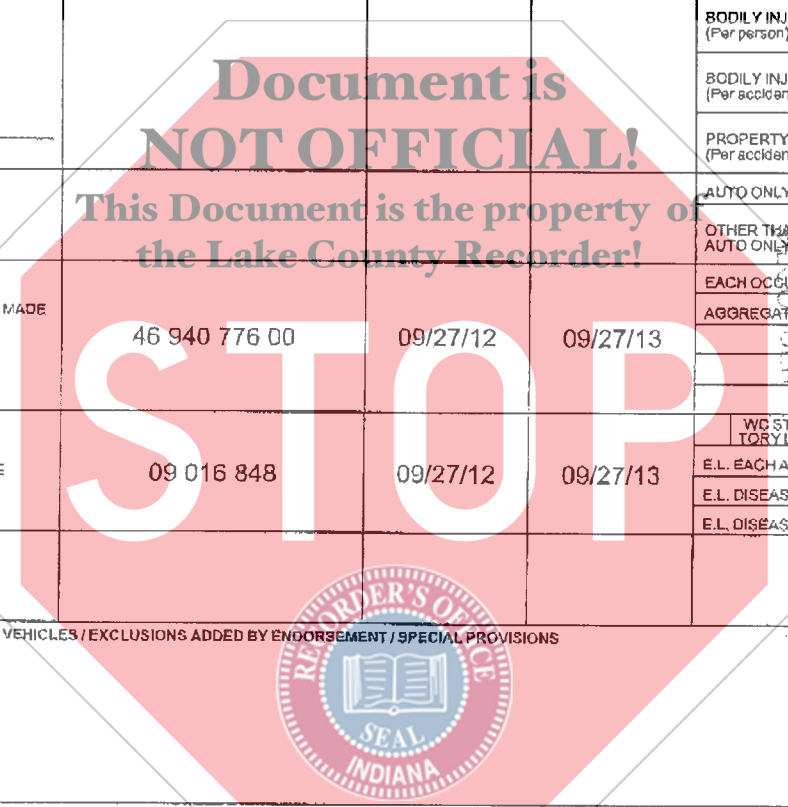 BODILY INJ
(Per person)
Document is
BODILY INJ
(Per acciden
NOT OFFICIAL!
PROPERTY
(Per acciden
This Document is the property of
AUTO ONLY
the Lake County Recorder!
OTHER THA
AUTO ONLY
EACH OCCU
MADE
AGGREGAT
46 940 776 00 09/27/12 09/27/13
STOP
WC ST
TORY L
E.L. EACH A
09 016 848 09/27/12 09/27/13
E.L. DISEAS
E.L. DISEAS
VEHICLES / EXCLUSIONS ADDED BY ENDORSEMENT / SPECIAL PROVISIONS
RECORDER'S OFFICE
SEAL
INDIANA